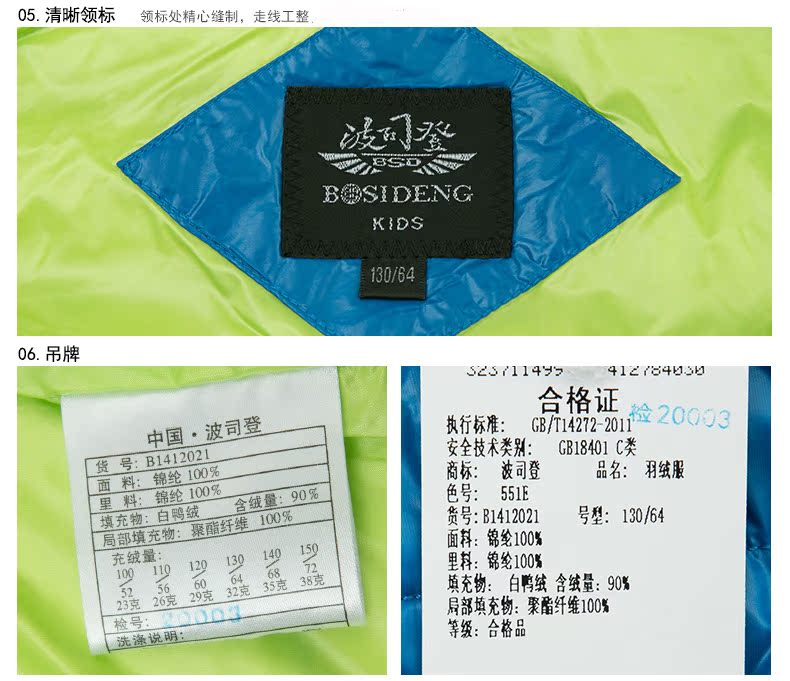 05.清晰领标 领标处精心缝制，走线工整
波司登
BSD
BOSIDENG
KIDS
130/64
06.吊牌
中国·波司登
货 号：B1412021
面 料：锦纶 100%
里 料：锦纶 100%
填充物：白鸭绒 含绒量：90%
局部填充物：聚酯纤维 100%
充绒量：
100 110 120 130 140 150
52 56 60 64 68 72
23克 26克 29克 32克 35克 38克
检号：20003
洗涤说明：
323711499 412784030
合格证
检20003
执行标准： GB/T14272-2011
安全技术类别： GB18401 C类
商标： 波司登 品名：羽绒服
色号： 551E
货号:B1412021 号型：130/64
面料：锦纶100%
里料：锦纶100%
填充物： 白鸭绒 含绒量：90%
局部填充物：聚酯纤维100%
等级：合格品